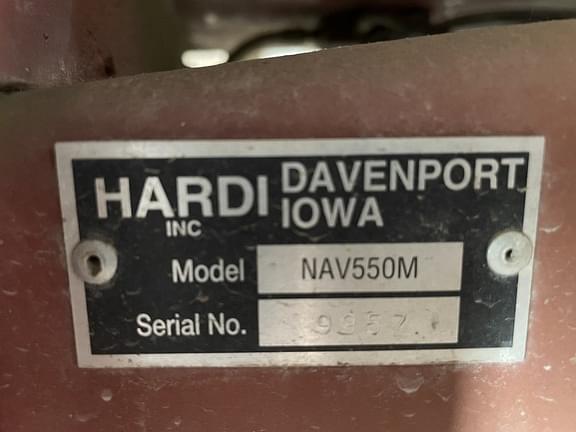 HARDI INC
DAVENPORT
IOWA
Model NAV550M
Serial No.